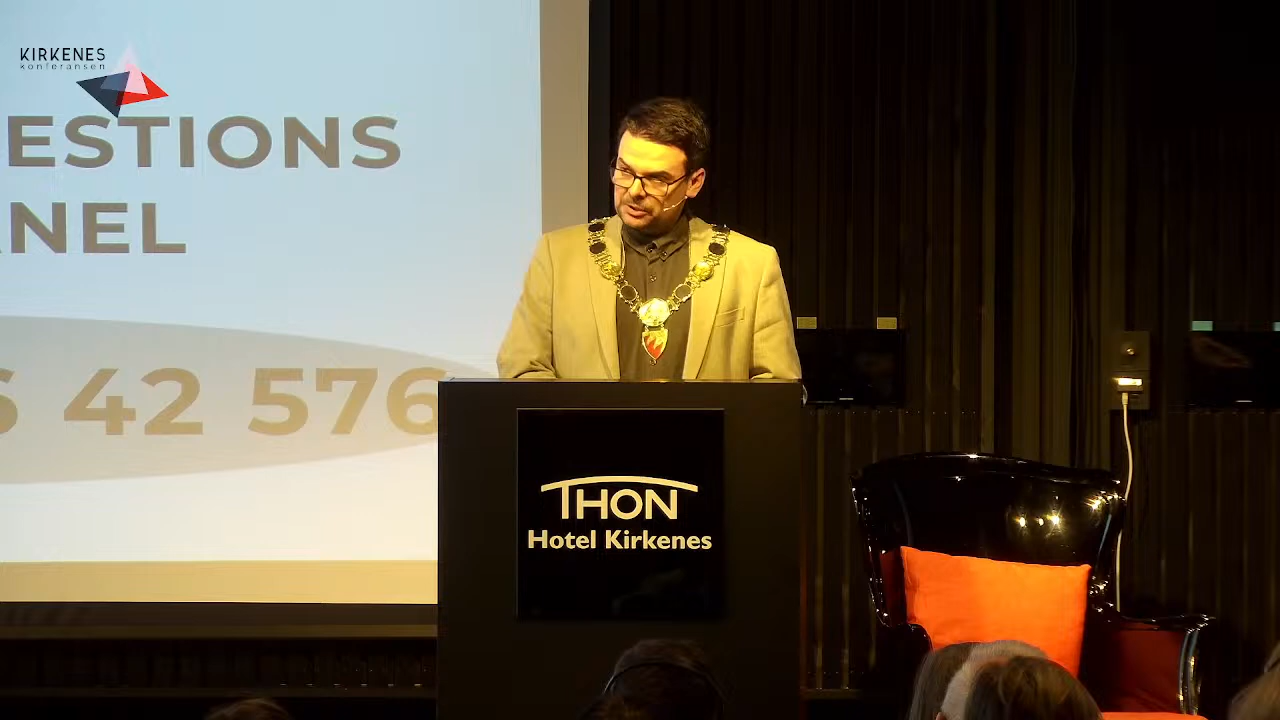 KIRKENES
konferansen
ESTIONS
NEL
42 576
THON
Hotel Kirkenes